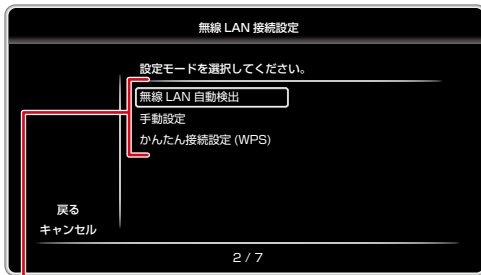 無線 LAN 接続設定
設定モードを選択してください。
無線 LAN 自動検出
手動設定
かんたん接続設定 (WPS)
戻る
キャンセル
2 / 7